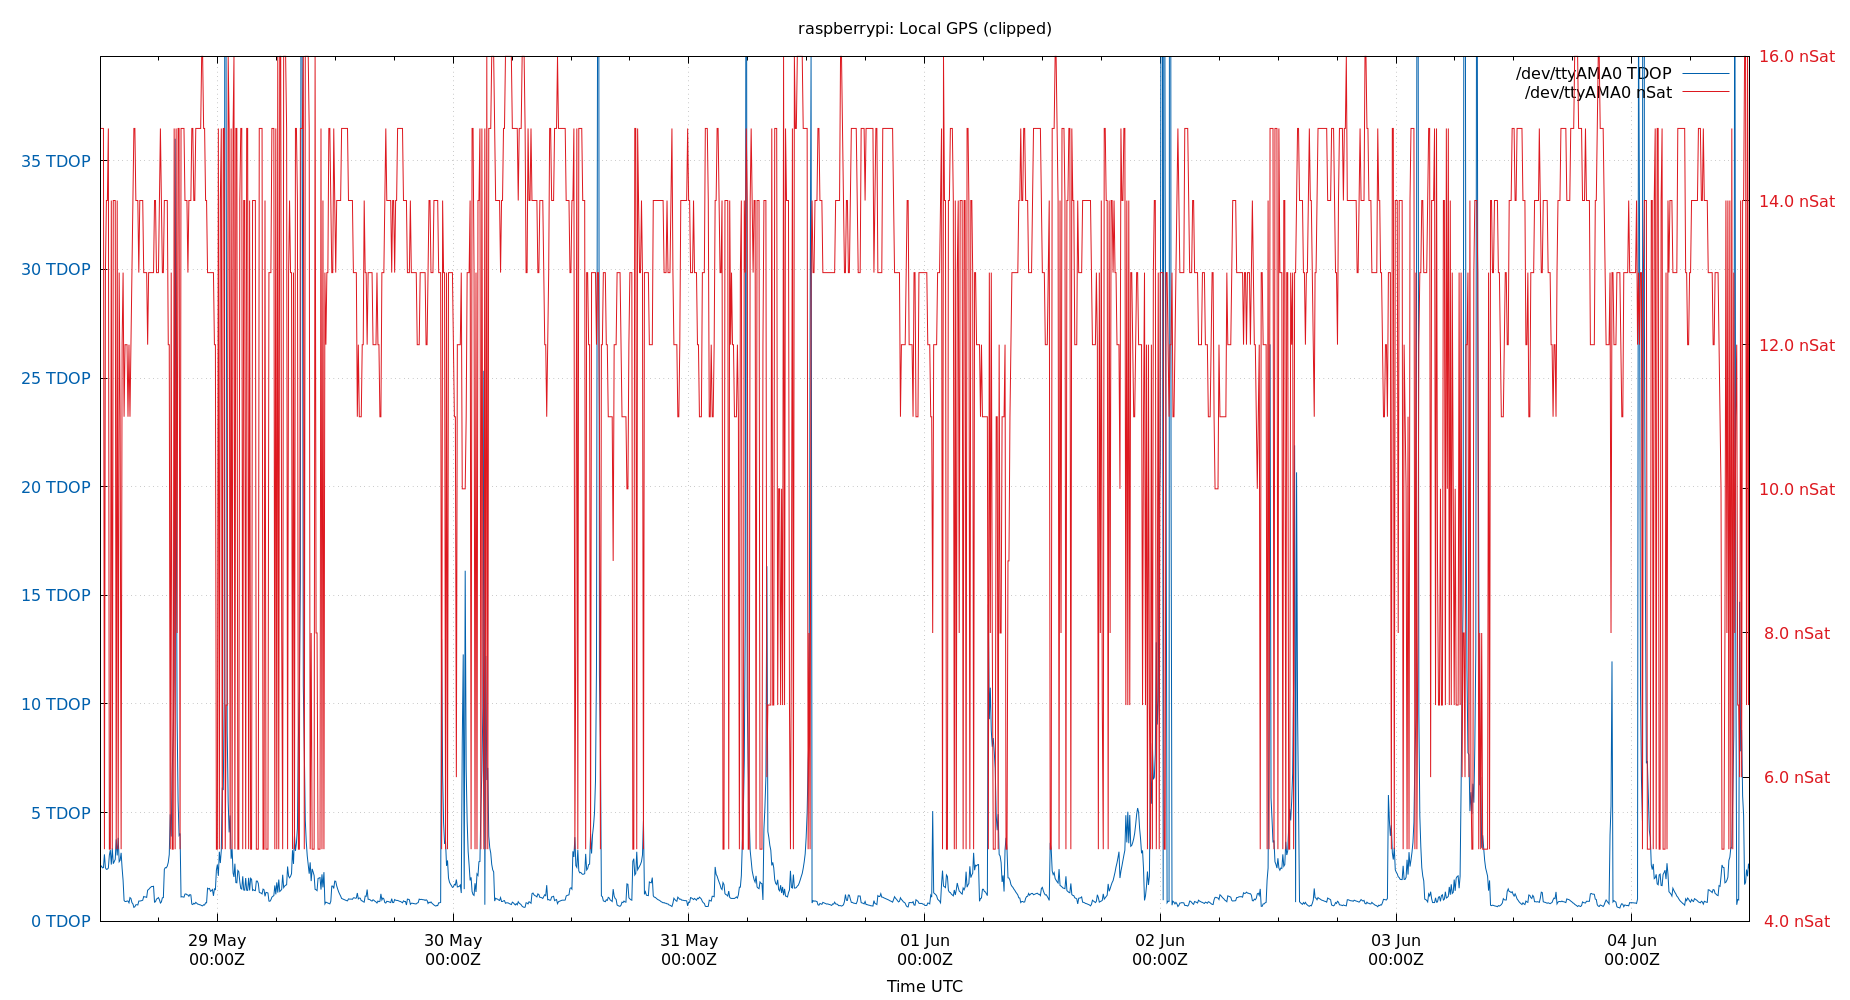 raspberrypi: Local GPS (clipped)
16.0 nSat
/dev/ttyAMA0 TDOP
/dev/ttyAMA0 nSat
35 TDOP
14.0 nSat
30 TDOP
12.0 nSat
25 TDOP
20 TDOP
10.0 nSat
15 TDOP
8.0 nSat
10 TDOP
6.0 nSat
5 TDOP
0 TDOP
4.0 nSat
29 May
00:00Z
30 May
00:00Z
31 May
00:00Z
01 Jun
00:00Z
02 Jun
00:00Z
03 Jun
00:00Z
04 Jun
00:00Z
Time UTC